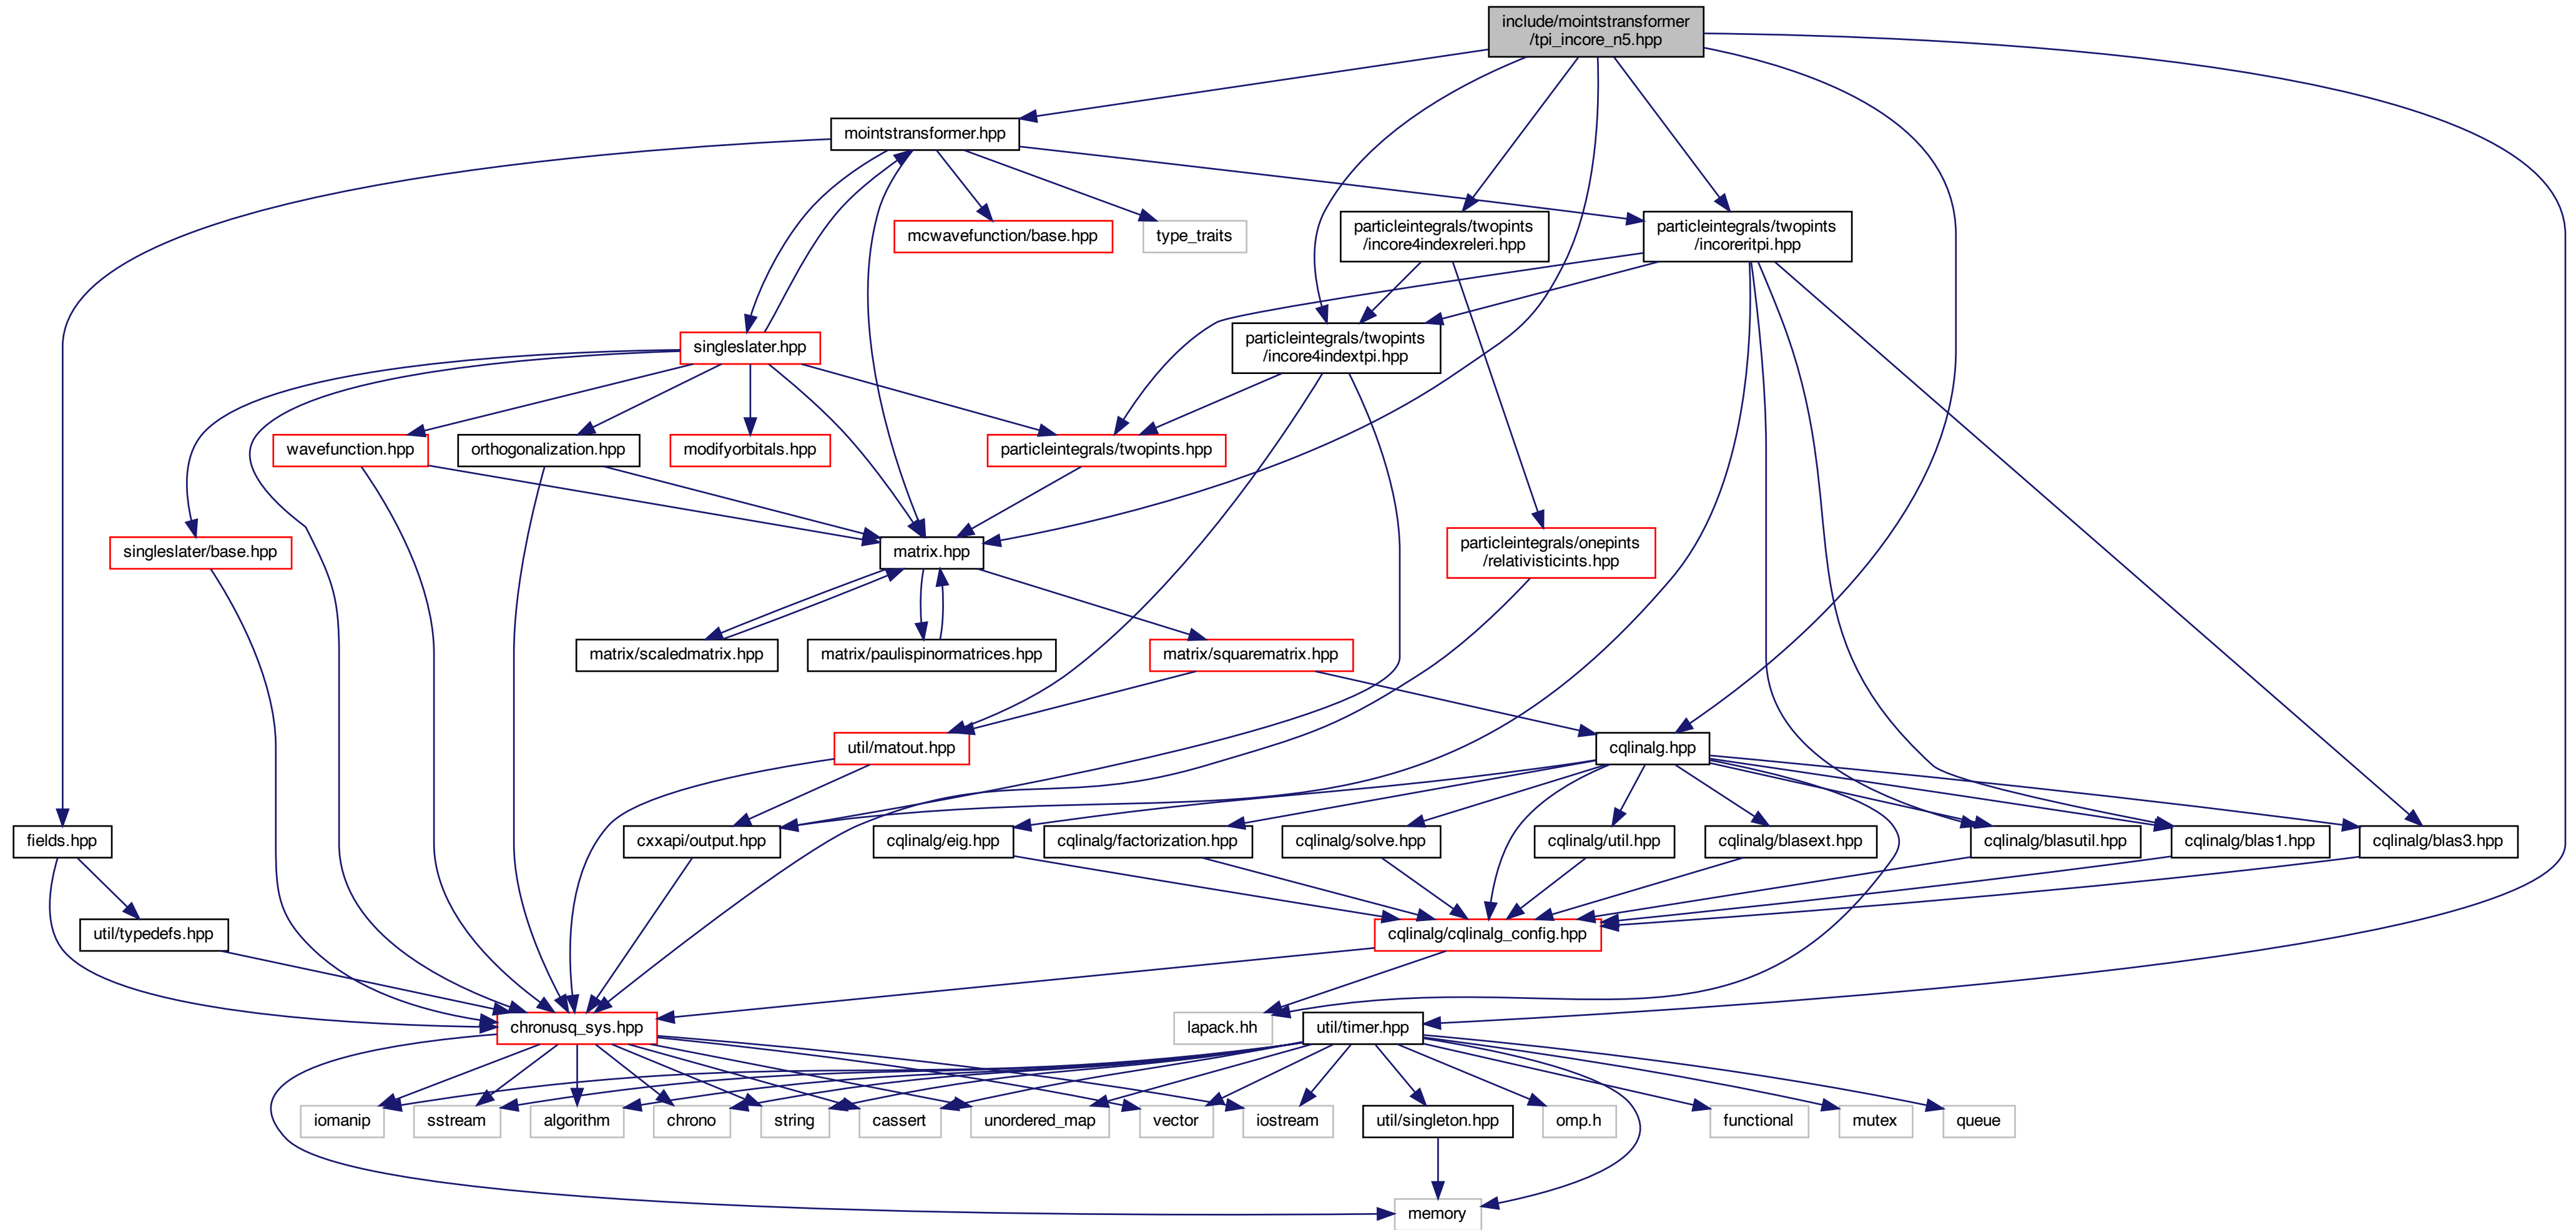 include/mointstransformer
/tpi_incore_n5.hpp
mointstransformer.hpp
mcwavefunction/base.hpp
type_traits
particleintegrals/twopints
/incore4indexreleri.hpp
particleintegrals/twopints
/incoreritpi.hpp
singleslater.hpp
particleintegrals/twopints
/incore4indextpi.hpp
wavefunction.hpp
orthogonalization.hpp
modifyorbitals.hpp
particleintegrals/twopints.hpp
singleslater/base.hpp
matrix.hpp
particleintegrals/onepints
/relativisticints.hpp
matrix/scaledmatrix.hpp
matrix/paulispinormatrices.hpp
matrix/squarematrix.hpp
util/matout.hpp
cqlinalg.hpp
fields.hpp
cxxapi/output.hpp
cqlinalg/eig.hpp
cqlinalg/factorization.hpp
cqlinalg/solve.hpp
cqlinalg/util.hpp
cqlinalg/blasext.hpp
cqlinalg/blasutil.hpp
cqlinalg/blas1.hpp
cqlinalg/blas3.hpp
util/typedefs.hpp
cqlinalg/cqlinalg_config.hpp
chronusq_sys.hpp
lapack.hh
util/timer.hpp
iomanip
sstream
algorithm
chrono
string
cassert
unordered_map
vector
iostream
util/singleton.hpp
omp.h
functional
mutex
queue
memory